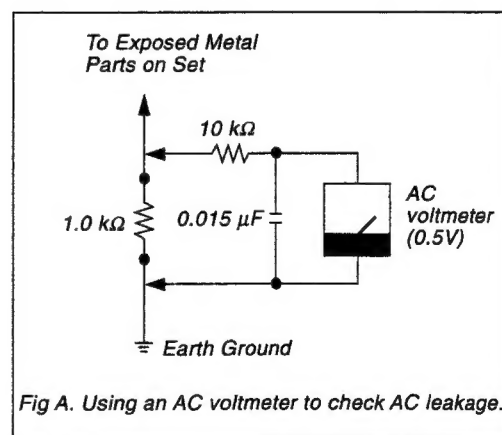 To Exposed Metal
Parts on Set
10 kΩ
1.0 kΩ
0.015 µF
AC
voltmeter
(0.5V)
Earth Ground
Fig A. Using an AC voltmeter to check AC leakage.